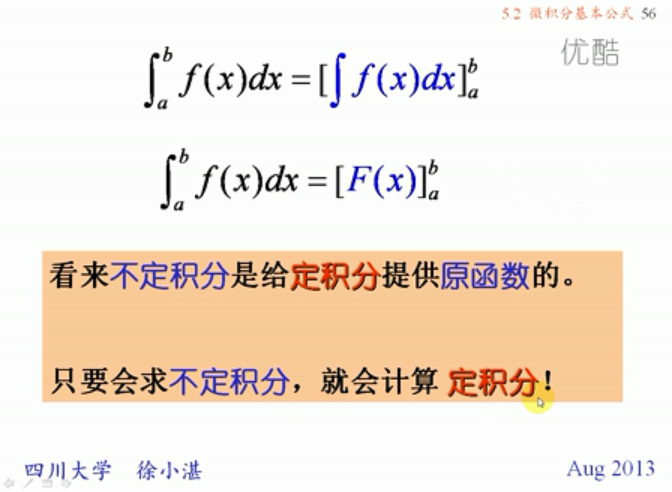 5.2 微积分基本公式 56
优酷
∫_a^b f(x)dx = [∫ f(x)dx]_a^b
∫_a^b f(x)dx = [F(x)]_a^b
看来不定积分是给定积分提供原函数的。
只要会求不定积分，就会计算 定积分！
四川大学 徐小湛 Aug 2013